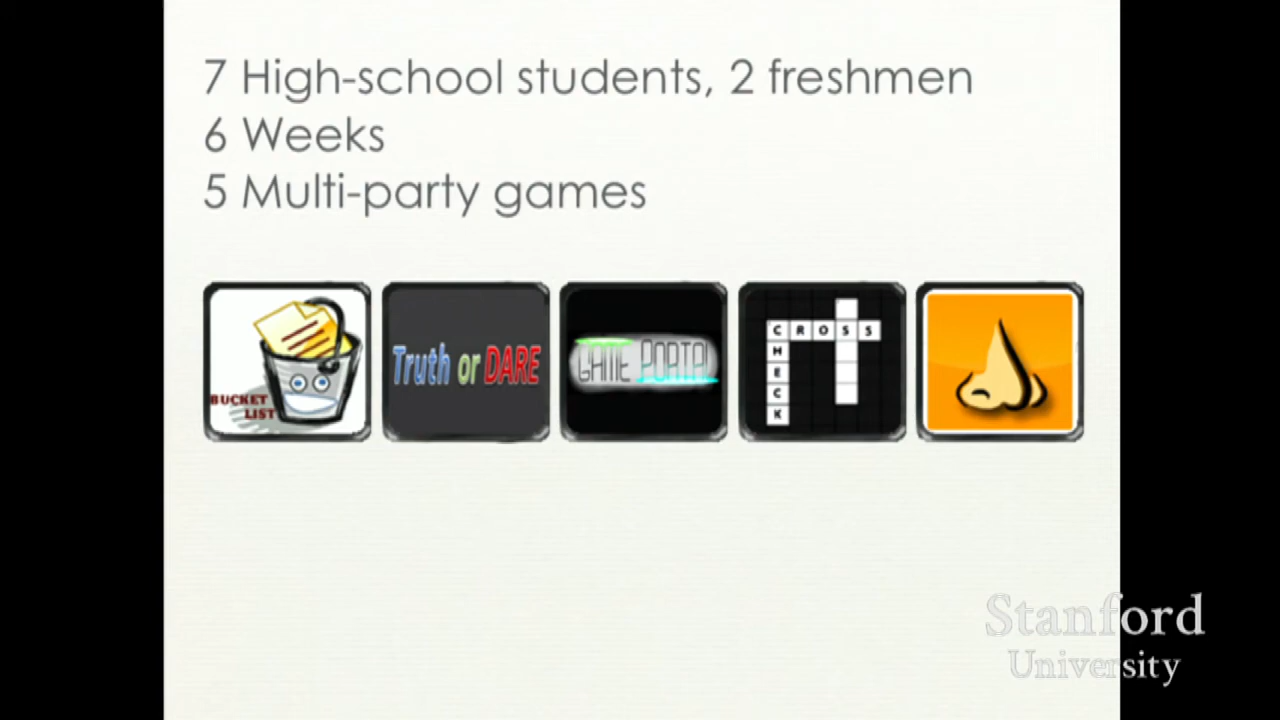 7 High-school students, 2 freshmen
6 Weeks
5 Multi-party games
BUCKET
LIST
Truth or DARE
GAME PORTAL
CROSS
CHECK
Stanford
University